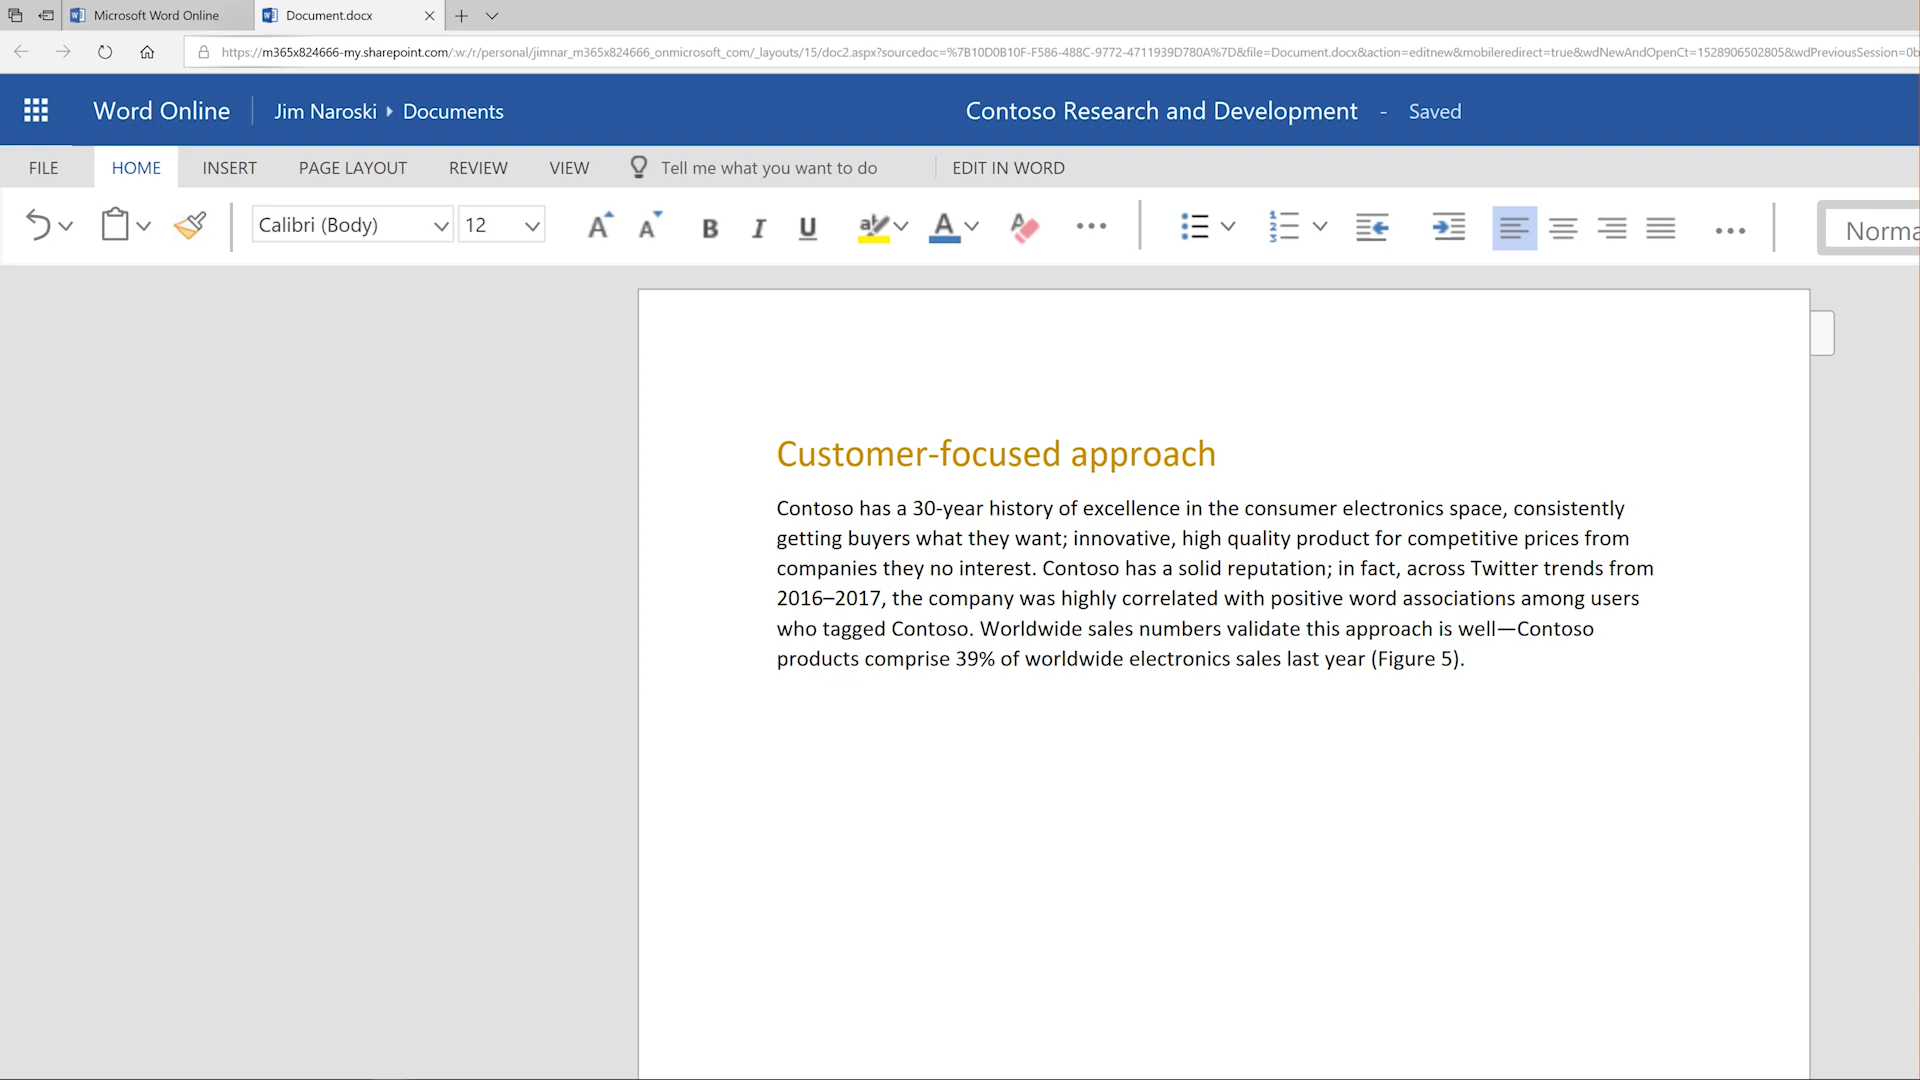 Microsoft Word Online
Document.docx
https://m365x824666-my.sharepoint.com/:w:/r/personal/jimnar_m365x824666_onmicrosoft_com/_layouts/15/doc2.aspx?sourcedoc=%7B10D0B10F-F586-488C-9772-4711939D780A%7D&file=Document.docx&action=editnew&mobileredirect=true&wdNewAndOpenCt=1528906502805&wdPreviousSession=0b
Word Online
Jim Naroski
Documents
Contoso Research and Development - Saved
FILE
HOME
INSERT
PAGE LAYOUT
REVIEW
VIEW
Tell me what you want to do
EDIT IN WORD
Calibri (Body)
12
Norma
Customer-focused approach
Contoso has a 30-year history of excellence in the consumer electronics space, consistently
getting buyers what they want; innovative, high quality product for competitive prices from
companies they no interest. Contoso has a solid reputation; in fact, across Twitter trends from
2016–2017, the company was highly correlated with positive word associations among users
who tagged Contoso. Worldwide sales numbers validate this approach is well—Contoso
products comprise 39% of worldwide electronics sales last year (Figure 5).